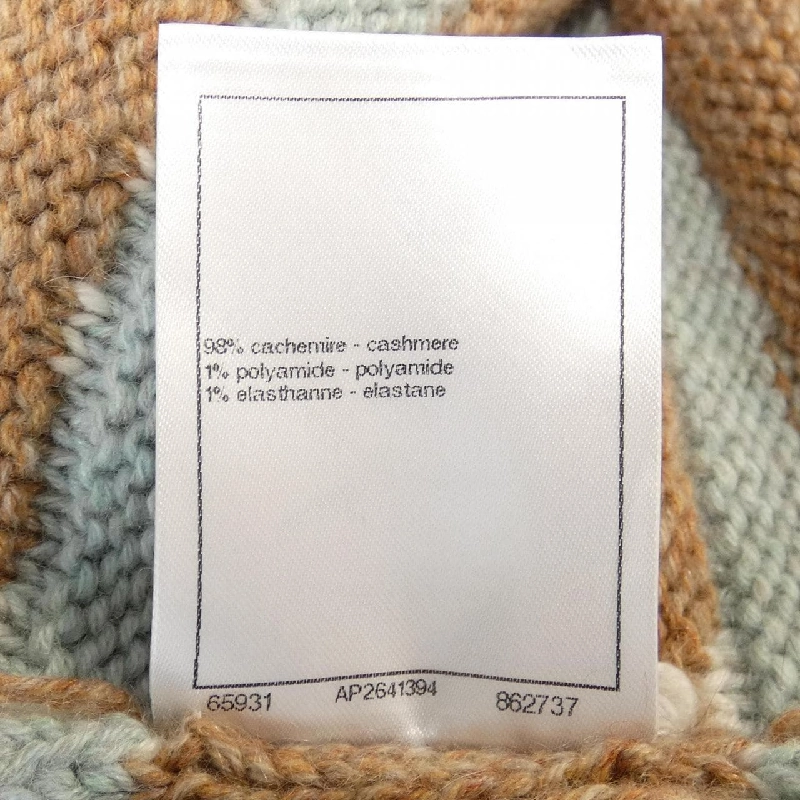 98% cachemire - cashmere
1% polyamide - polyamide
1% elasthanne - elastane
65931 AP2641394 862737